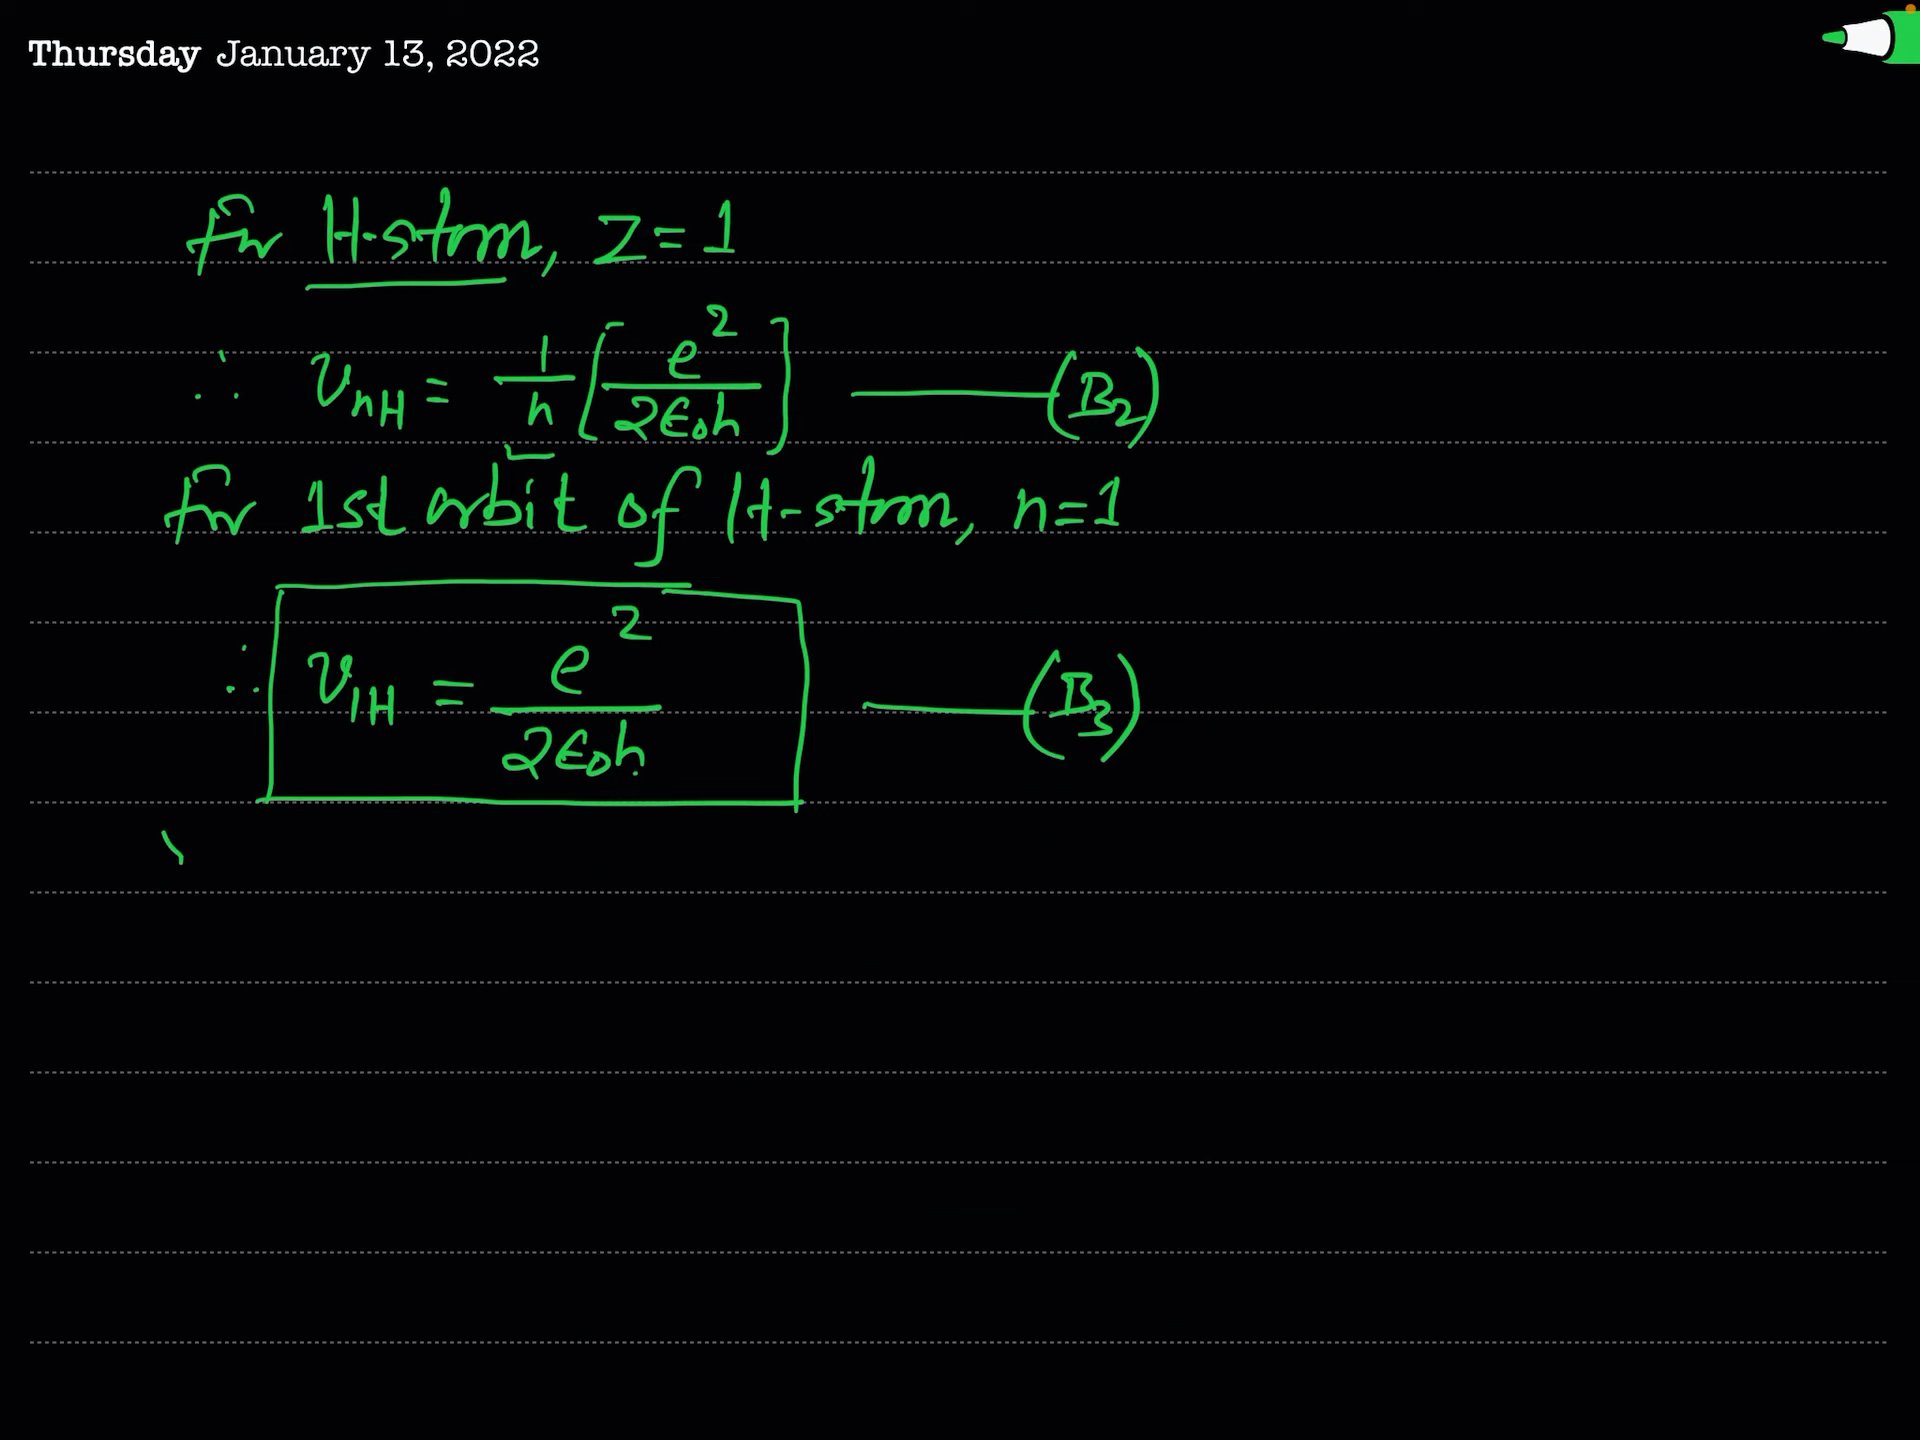 Thursday January 13, 2022
for H-atom, Z = 1
∴ v_nH = 1/n [e²/2ϵ₀h] —— (B₂)
for 1st orbit of H-atom, n=1
∴ v_1H = e²/2ϵ₀h —— (B₃)